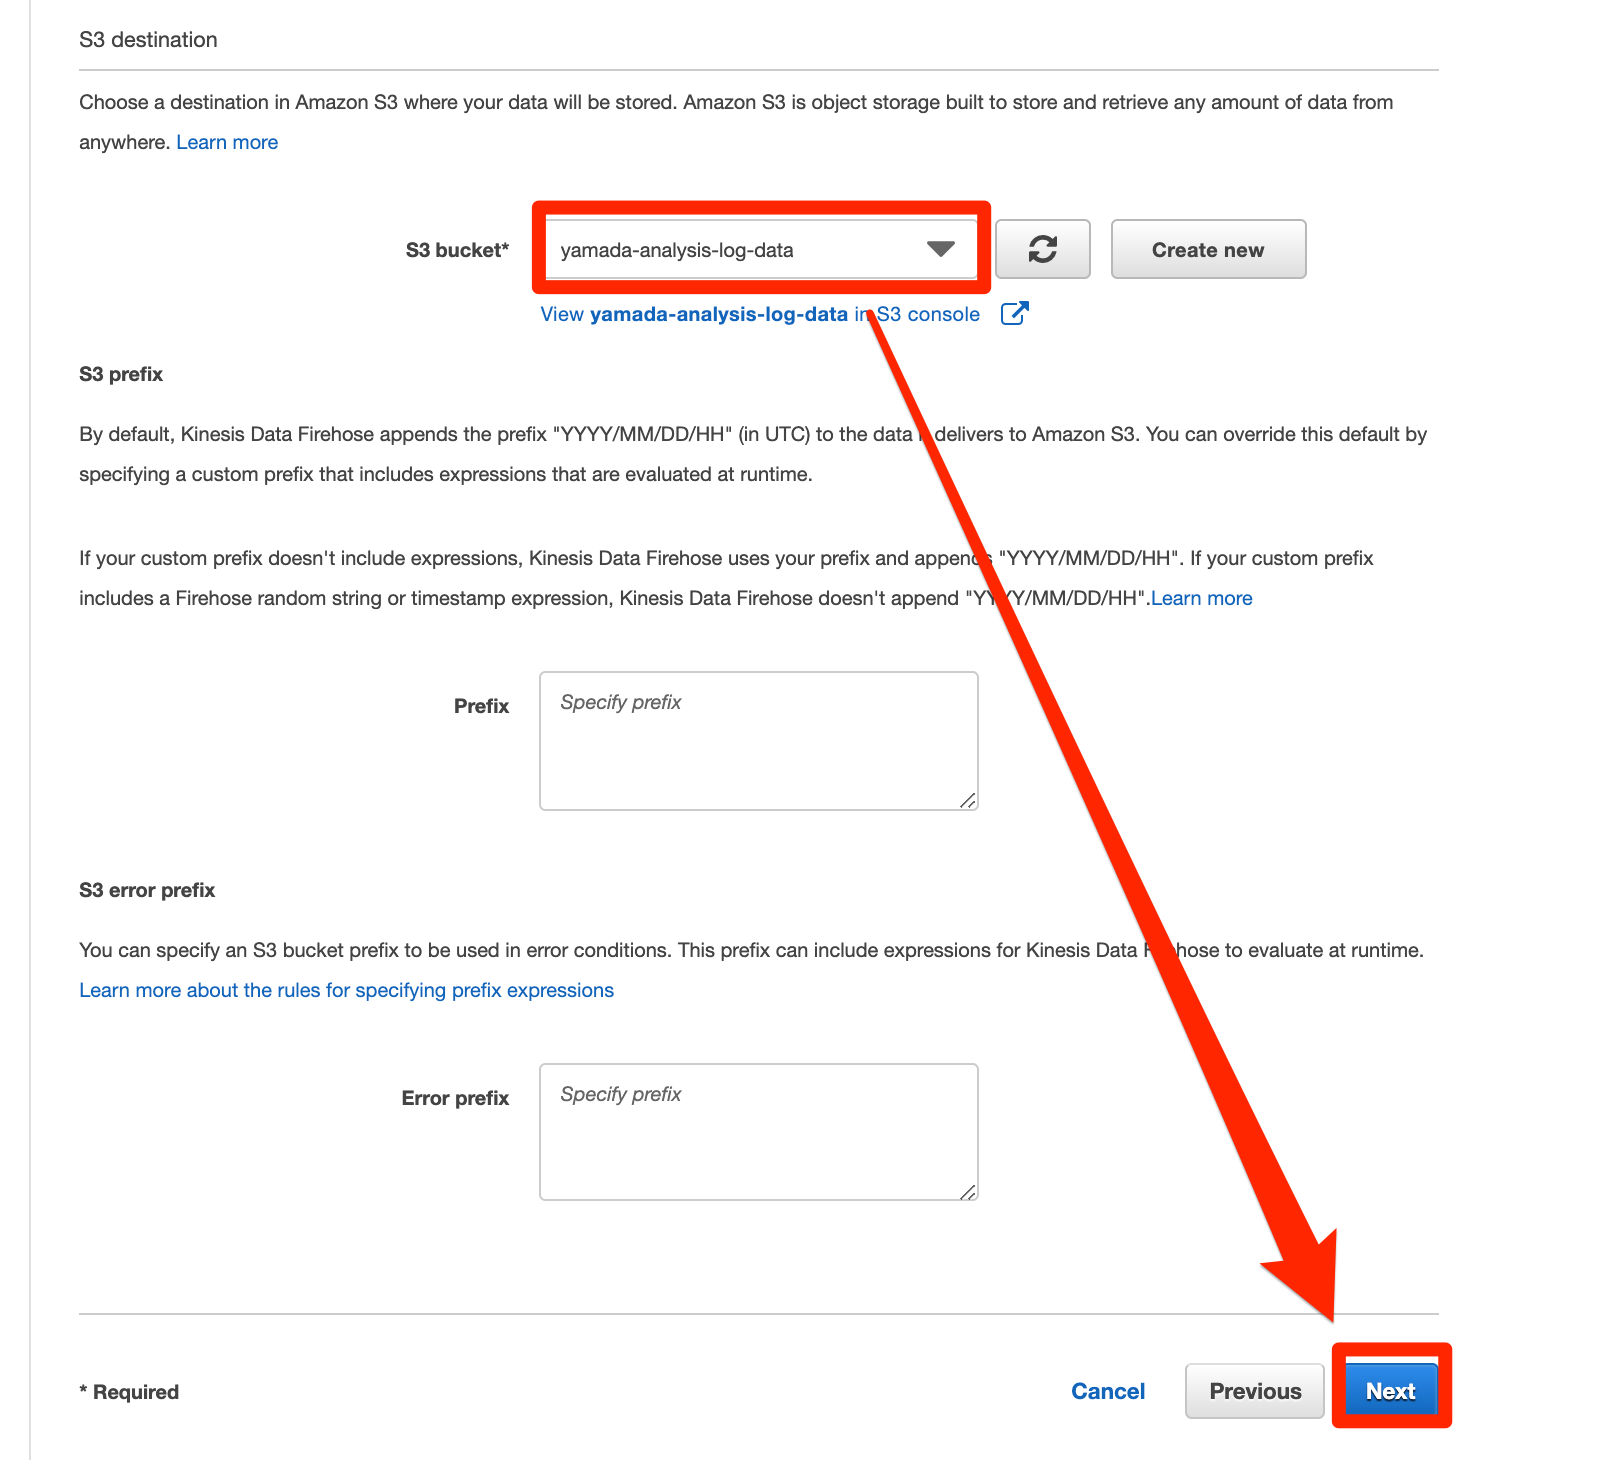 S3 destination
Choose a destination in Amazon S3 where your data will be stored. Amazon S3 is object storage built to store and retrieve any amount of data from
anywhere. Learn more
S3 bucket* yamada-analysis-log-data Create new
View yamada-analysis-log-data in S3 console
S3 prefix
By default, Kinesis Data Firehose appends the prefix "YYYY/MM/DD/HH" (in UTC) to the data it delivers to Amazon S3. You can override this default by
specifying a custom prefix that includes expressions that are evaluated at runtime.
If your custom prefix doesn't include expressions, Kinesis Data Firehose uses your prefix and appends "YYYY/MM/DD/HH". If your custom prefix
includes a Firehose random string or timestamp expression, Kinesis Data Firehose doesn't append "YYYY/MM/DD/HH".Learn more
Prefix Specify prefix
S3 error prefix
You can specify an S3 bucket prefix to be used in error conditions. This prefix can include expressions for Kinesis Data Firehose to evaluate at runtime.
Learn more about the rules for specifying prefix expressions
Error prefix Specify prefix
* Required Cancel Previous Next